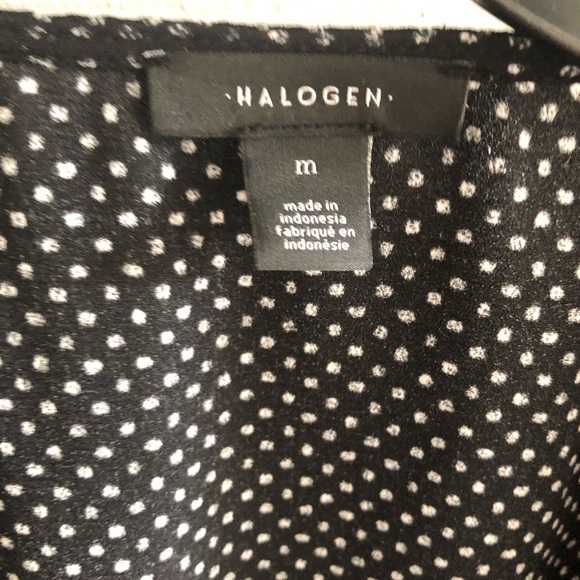 ·HALOGEN·
m
made in
indonesia
fabriqué en
indonésie